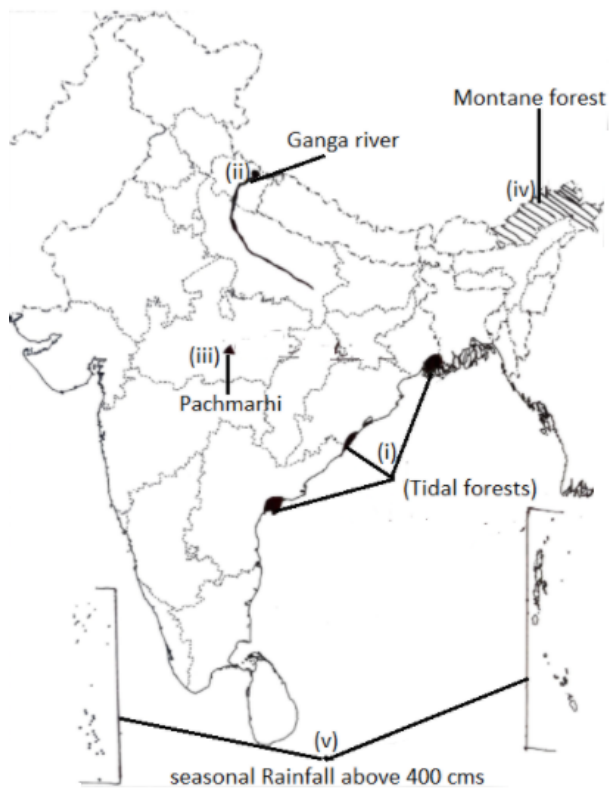 Montane forest
Ganga river
(ii)
(iv)
(iii)
Pachmarhi
(i)
(Tidal forests)
(v)
seasonal Rainfall above 400 cms